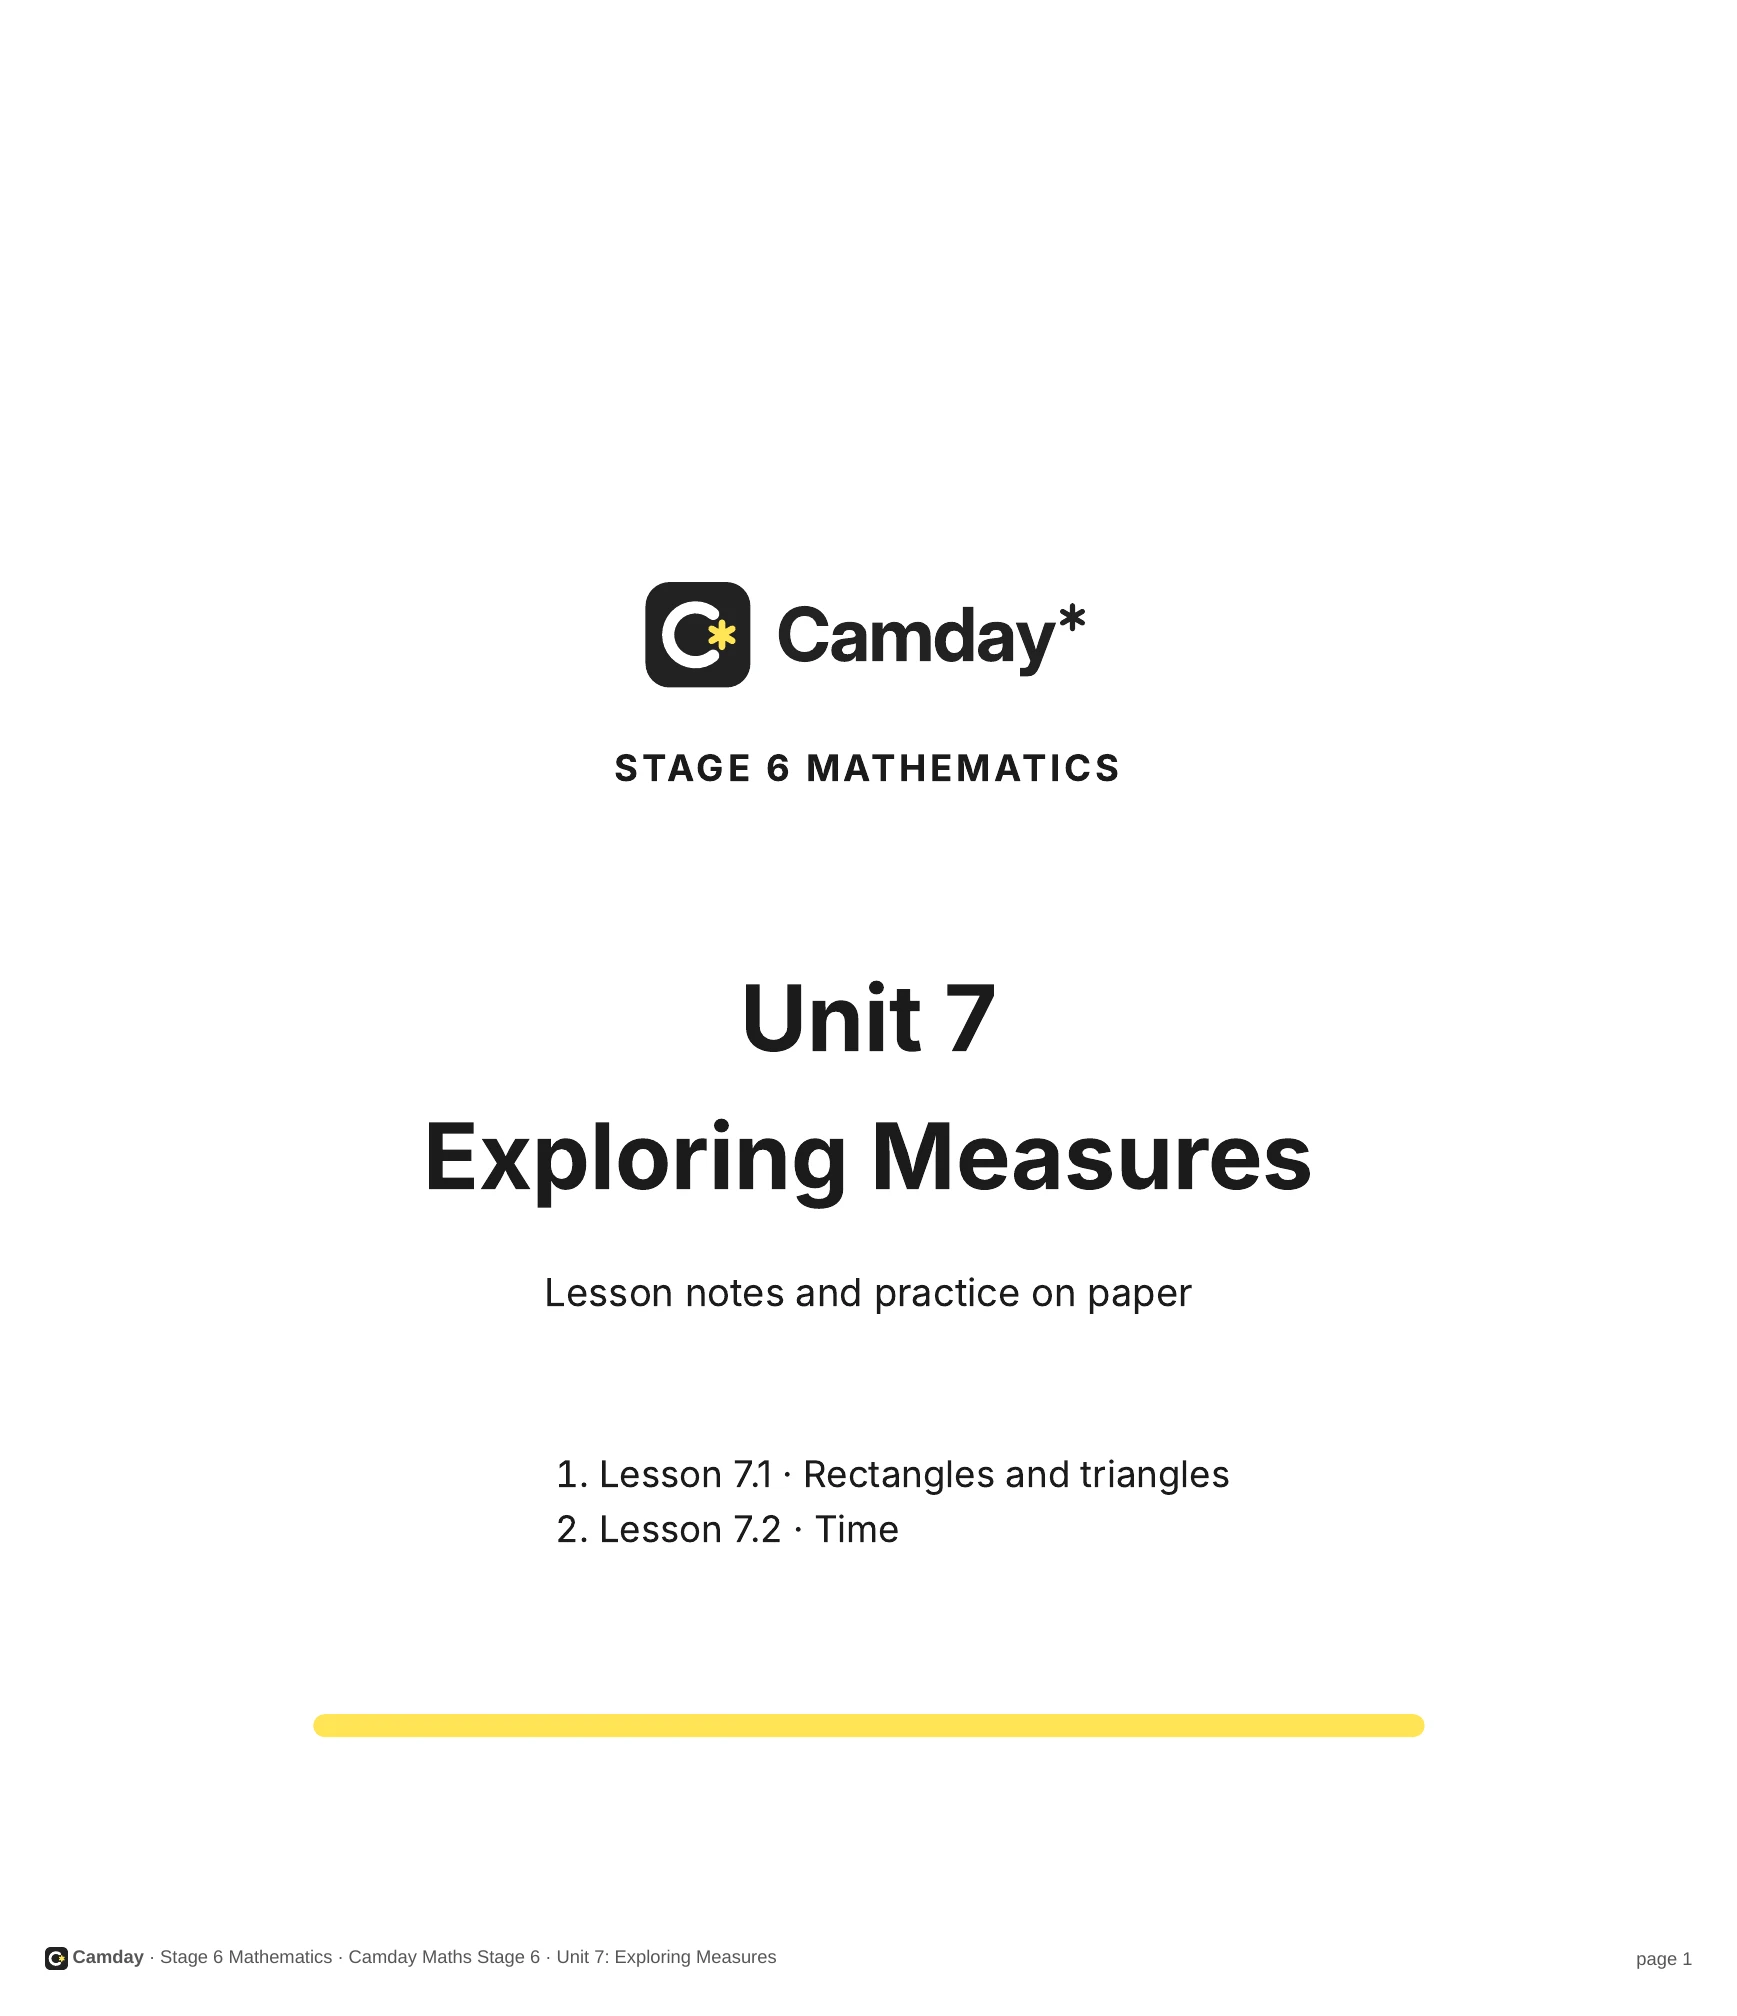 Camday*
STAGE 6 MATHEMATICS
Unit 7
Exploring Measures
Lesson notes and practice on paper
1. Lesson 7.1 · Rectangles and triangles
2. Lesson 7.2 · Time
Camday · Stage 6 Mathematics · Camday Maths Stage 6 · Unit 7: Exploring Measures
page 1